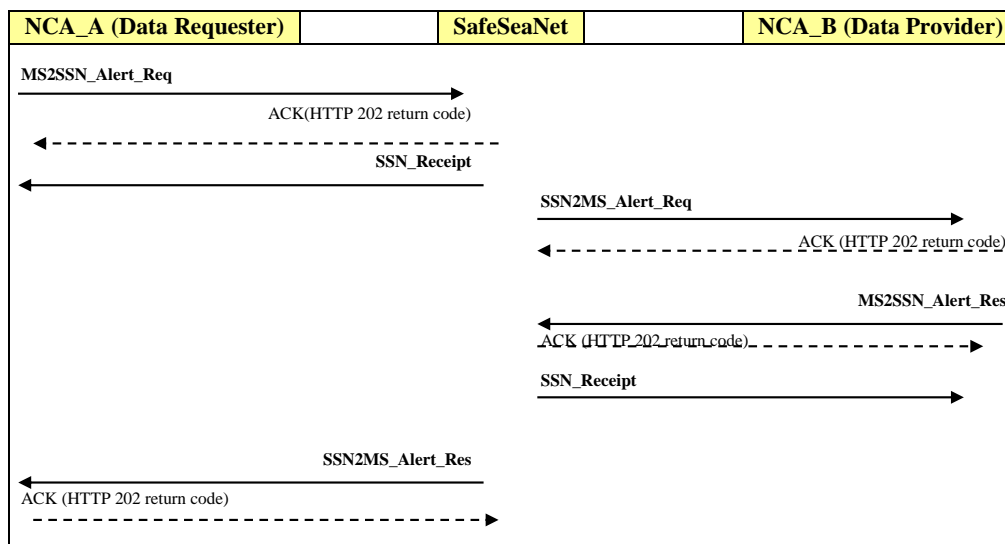 NCA_A (Data Requester) SafeSeaNet NCA_B (Data Provider)
MS2SSN_Alert_Req
ACK(HTTP 202 return code)
SSN_Receipt
SSN2MS_Alert_Req
ACK (HTTP 202 return code)
MS2SSN_Alert_Res
ACK (HTTP 202 return code)
SSN_Receipt
SSN2MS_Alert_Res
ACK (HTTP 202 return code)